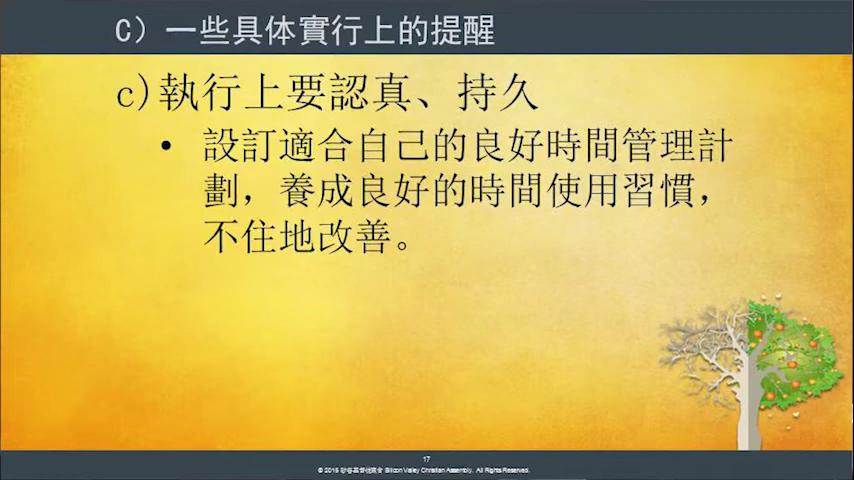 C）一些具体實行上的提醒
c)執行上要認真、持久
• 設訂適合自己的良好時間管理計
劃，養成良好的時間使用習慣，
不住地改善。
17
Silicon Valley Christian Assembly. All Rights Reserved.